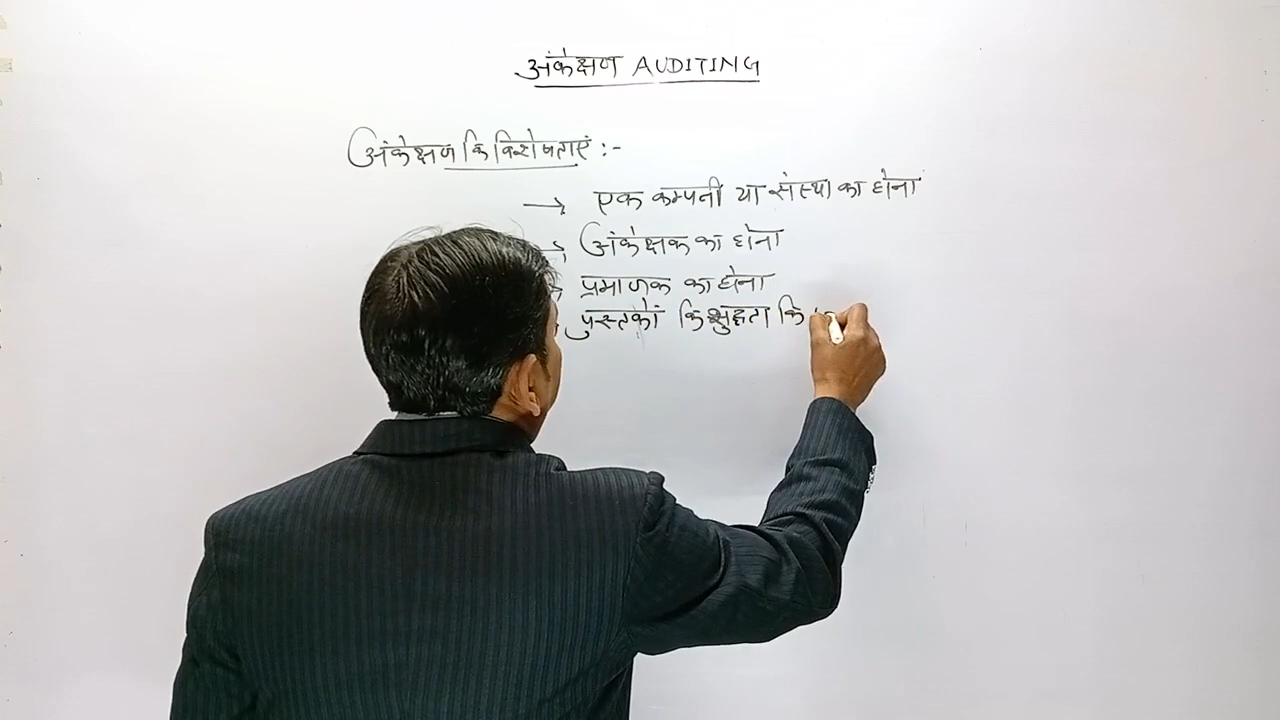 अंकेक्षण AUDITING
अंकेक्षण कि विशेषताएं :-
→ एक कम्पनी या संस्था का होना
→ अंकेक्षक का होना
प्रमाणक का होना
पुस्तकों कि शुद्धता कि